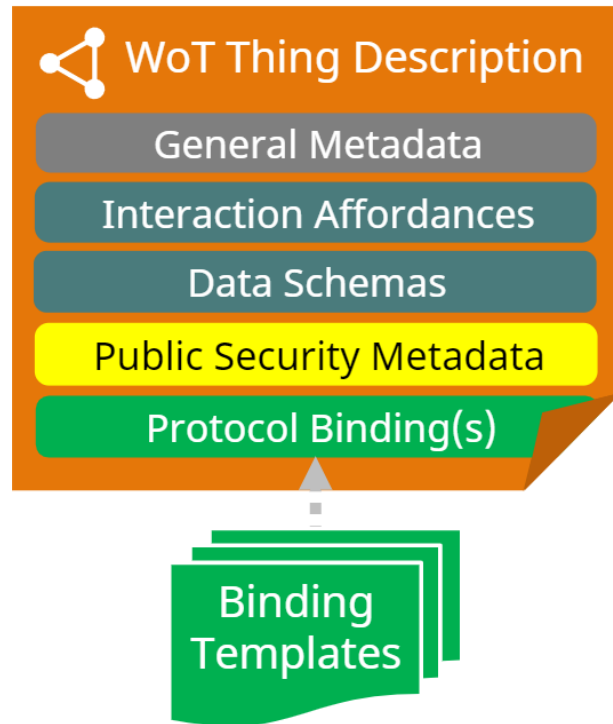 WoT Thing Description
General Metadata
Interaction Affordances
Data Schemas
Public Security Metadata
Protocol Binding(s)
Binding
Templates